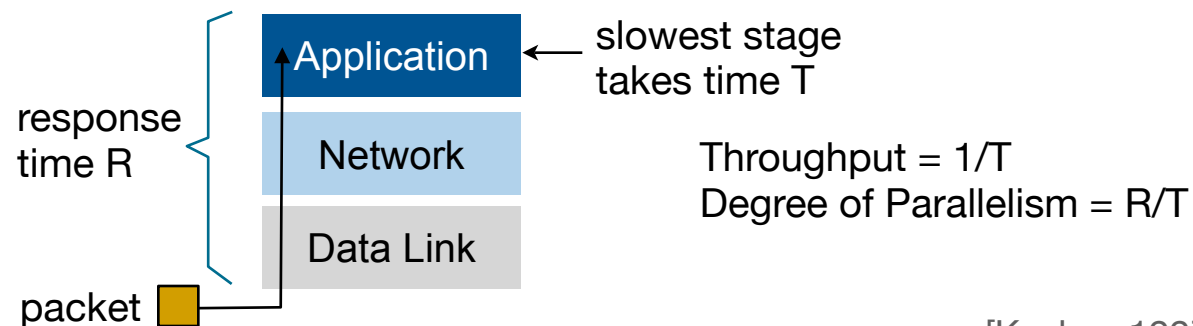 Application
slowest stage
takes time T
response
time R
Network
Throughput = 1/T
Degree of Parallelism = R/T
Data Link
packet